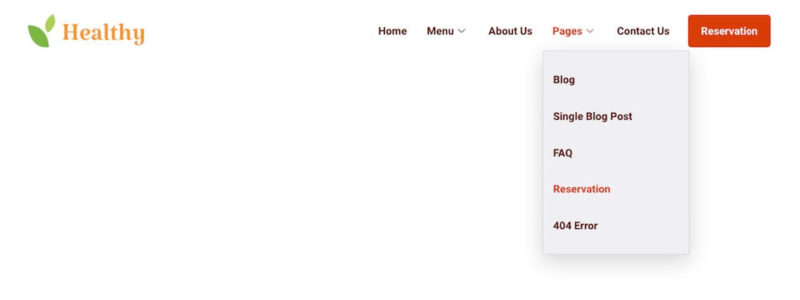 Healthy
Home Menu About Us Pages Contact Us Reservation
Blog
Single Blog Post
FAQ
Reservation
404 Error